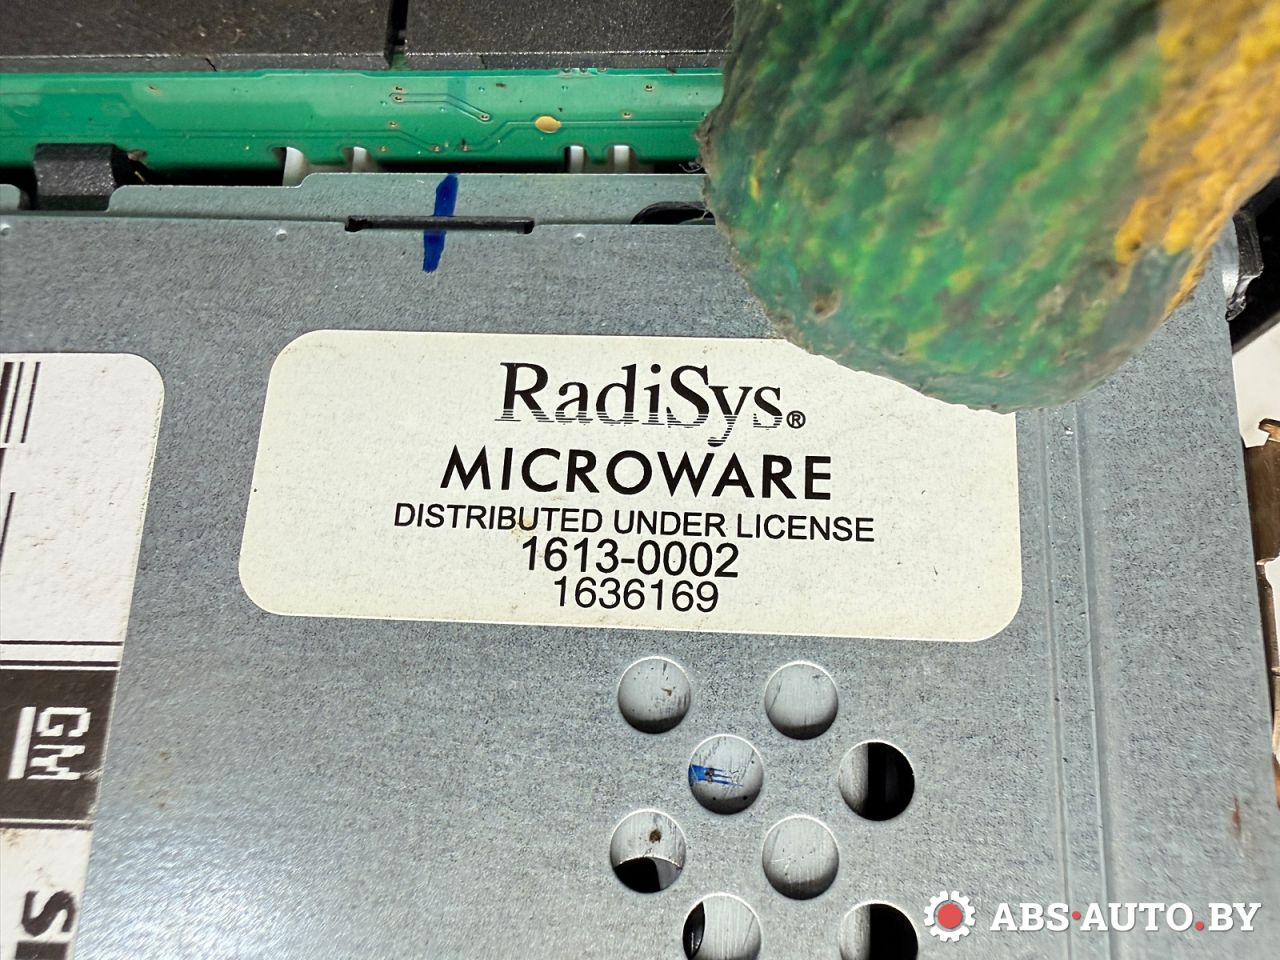 RadiSys®
MICROWARE
DISTRIBUTED UNDER LICENSE
1613-0002
1636169
GM
ABS·AUTO.BY